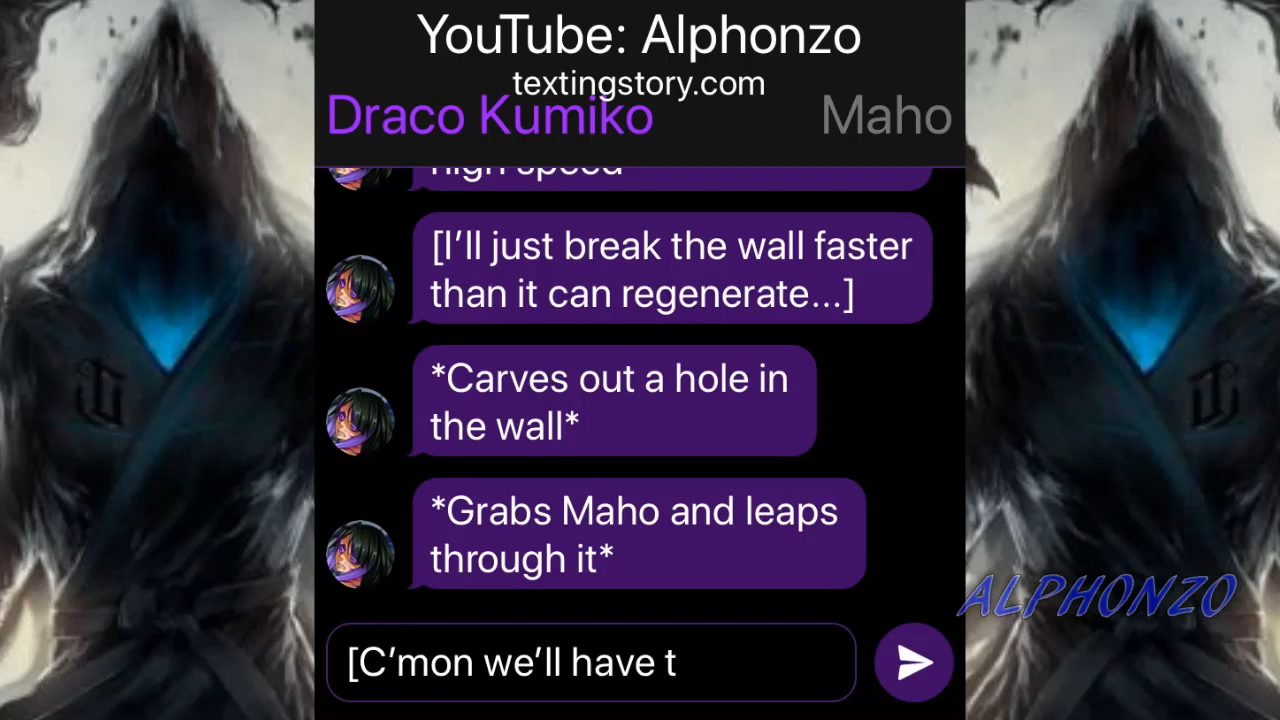 YouTube: Alphonzo
textingstory.com
Draco Kumiko
Maho
high speed
[I’ll just break the wall faster
than it can regenerate...]
*Carves out a hole in
the wall*
*Grabs Maho and leaps
through it*
ALPHONZO
[C’mon we’ll have t